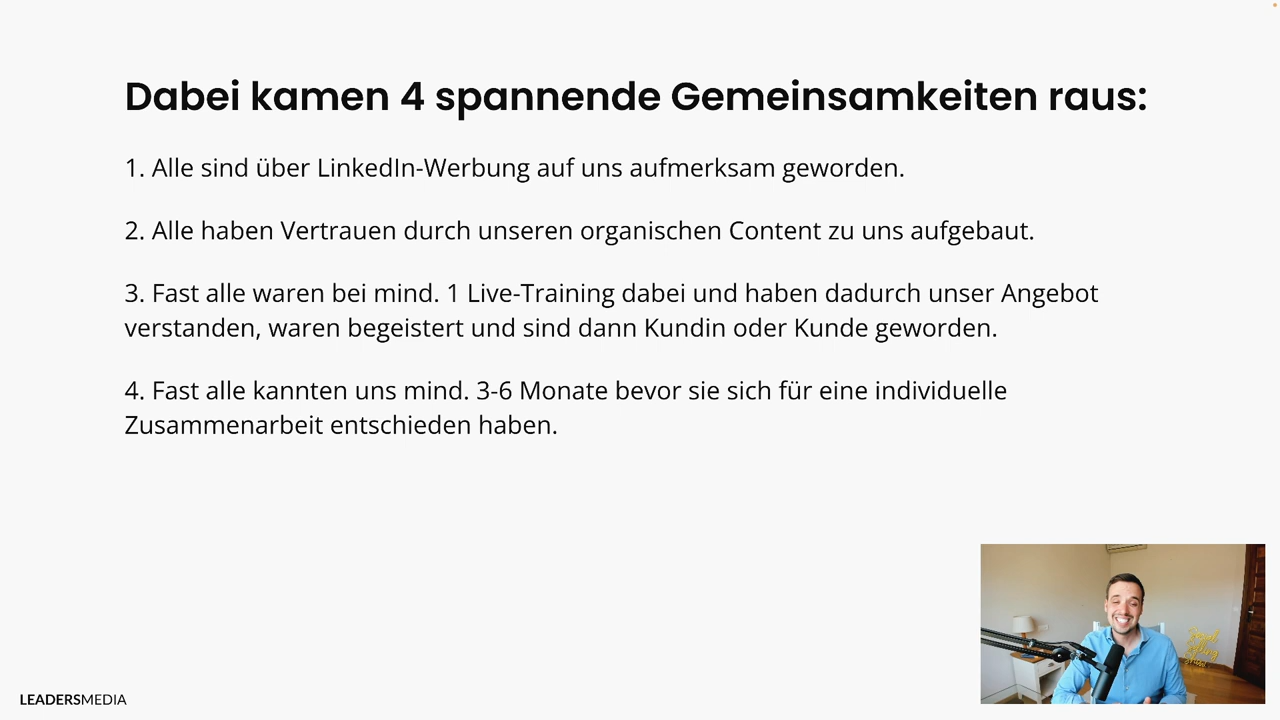 Dabei kamen 4 spannende Gemeinsamkeiten raus:
1. Alle sind über LinkedIn-Werbung auf uns aufmerksam geworden.
2. Alle haben Vertrauen durch unseren organischen Content zu uns aufgebaut.
3. Fast alle waren bei mind. 1 Live-Training dabei und haben dadurch unser Angebot
verstanden, waren begeistert und sind dann Kundin oder Kunde geworden.
4. Fast alle kannten uns mind. 3-6 Monate bevor sie sich für eine individuelle
Zusammenarbeit entschieden haben.
LEADERSMEDIA